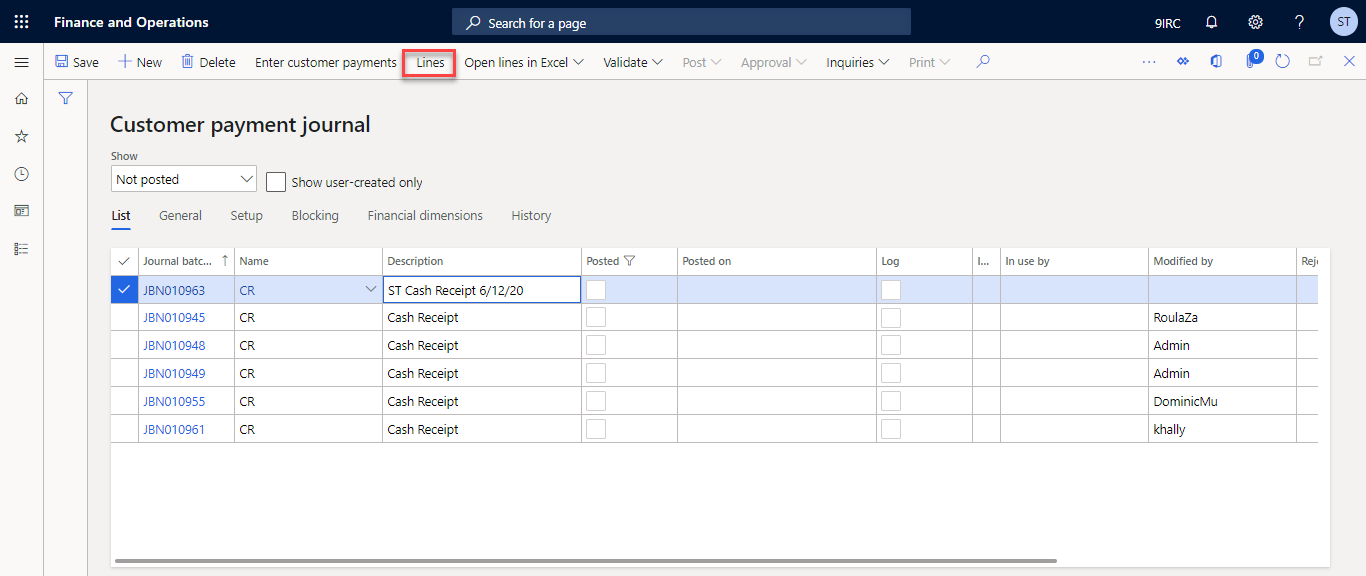 Finance and Operations
Search for a page
9IRC
ST
Save
New
Delete
Enter customer payments
Lines
Open lines in Excel
Validate
Post
Approval
Inquiries
Print
0
Customer payment journal
Show
Not posted
Show user-created only
List General Setup Blocking Financial dimensions History
Journal batc... Name Description Posted Posted on Log I... In use by Modified by Reje
JBN010963 CR ST Cash Receipt 6/12/20
JBN010945 CR Cash Receipt RoulaZa
JBN010948 CR Cash Receipt Admin
JBN010949 CR Cash Receipt Admin
JBN010955 CR Cash Receipt DominicMu
JBN010961 CR Cash Receipt khally